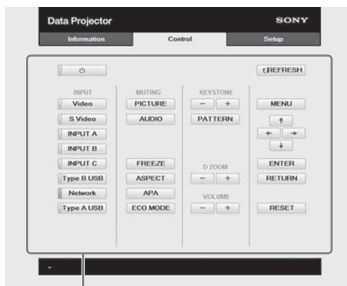 Data Projector SONY
Information Control Setup
REFRESH
INPUT MUTING KEYSTONE
Video PICTURE - + MENU
S Video AUDIO PATTERN
INPUT A
INPUT B
INPUT C FREEZE D ZOOM ENTER
Type B USB ASPECT - + RETURN
Network APA VOLUME
Type A USB ECO MODE - + RESET